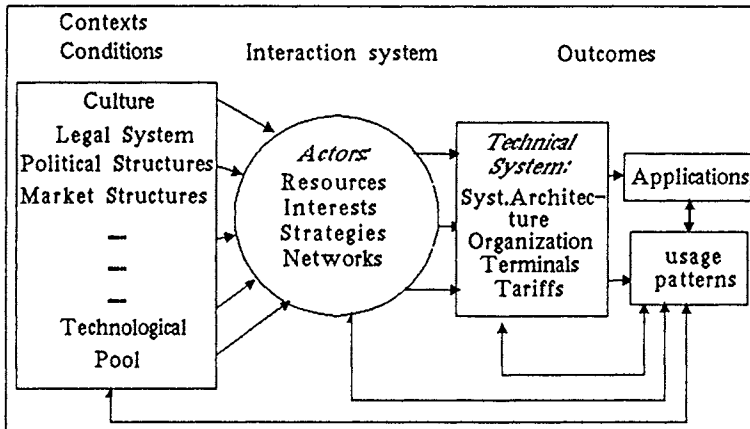 Contexts
Conditions
Interaction system
Outcomes
Culture
Legal System
Political Structures
Market Structures
–
–
–
Technological
Pool
Actors:
Resources
Interests
Strategies
Networks
Technical
System:
Syst.Architec-
ture
Organization
Terminals
Tariffs
Applications
usage
patterns